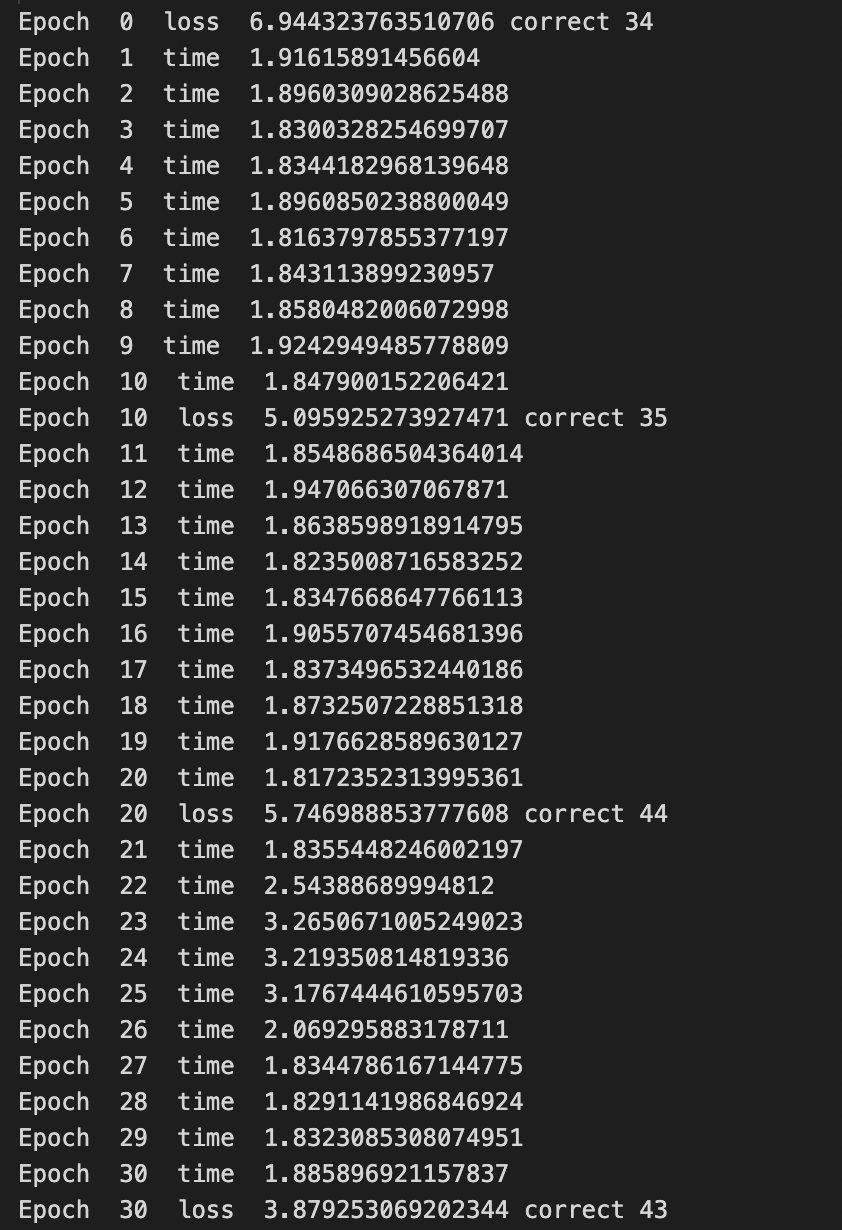 Epoch  0  loss  6.944323763510706 correct 34
Epoch  1  time  1.91615891456604
Epoch  2  time  1.8960309028625488
Epoch  3  time  1.8300328254699707
Epoch  4  time  1.8344182968139648
Epoch  5  time  1.8960850238800049
Epoch  6  time  1.8163797855377197
Epoch  7  time  1.843113899230957
Epoch  8  time  1.8580482006072998
Epoch  9  time  1.9242949485778809
Epoch  10  time  1.847900152206421
Epoch  10  loss  5.095925273927471 correct 35
Epoch  11  time  1.8548686504364014
Epoch  12  time  1.947066307067871
Epoch  13  time  1.8638598918914795
Epoch  14  time  1.8235008716583252
Epoch  15  time  1.8347668647766113
Epoch  16  time  1.9055707454681396
Epoch  17  time  1.8373496532440186
Epoch  18  time  1.8732507228851318
Epoch  19  time  1.9176628589630127
Epoch  20  time  1.8172352313995361
Epoch  20  loss  5.746988853777608 correct 44
Epoch  21  time  1.8355448246002197
Epoch  22  time  2.54388689994812
Epoch  23  time  3.2650671005249023
Epoch  24  time  3.219350814819336
Epoch  25  time  3.1767444610595703
Epoch  26  time  2.069295883178711
Epoch  27  time  1.8344786167144775
Epoch  28  time  1.8291141986846924
Epoch  29  time  1.8323085308074951
Epoch  30  time  1.885896921157837
Epoch  30  loss  3.879253069202344 correct 43